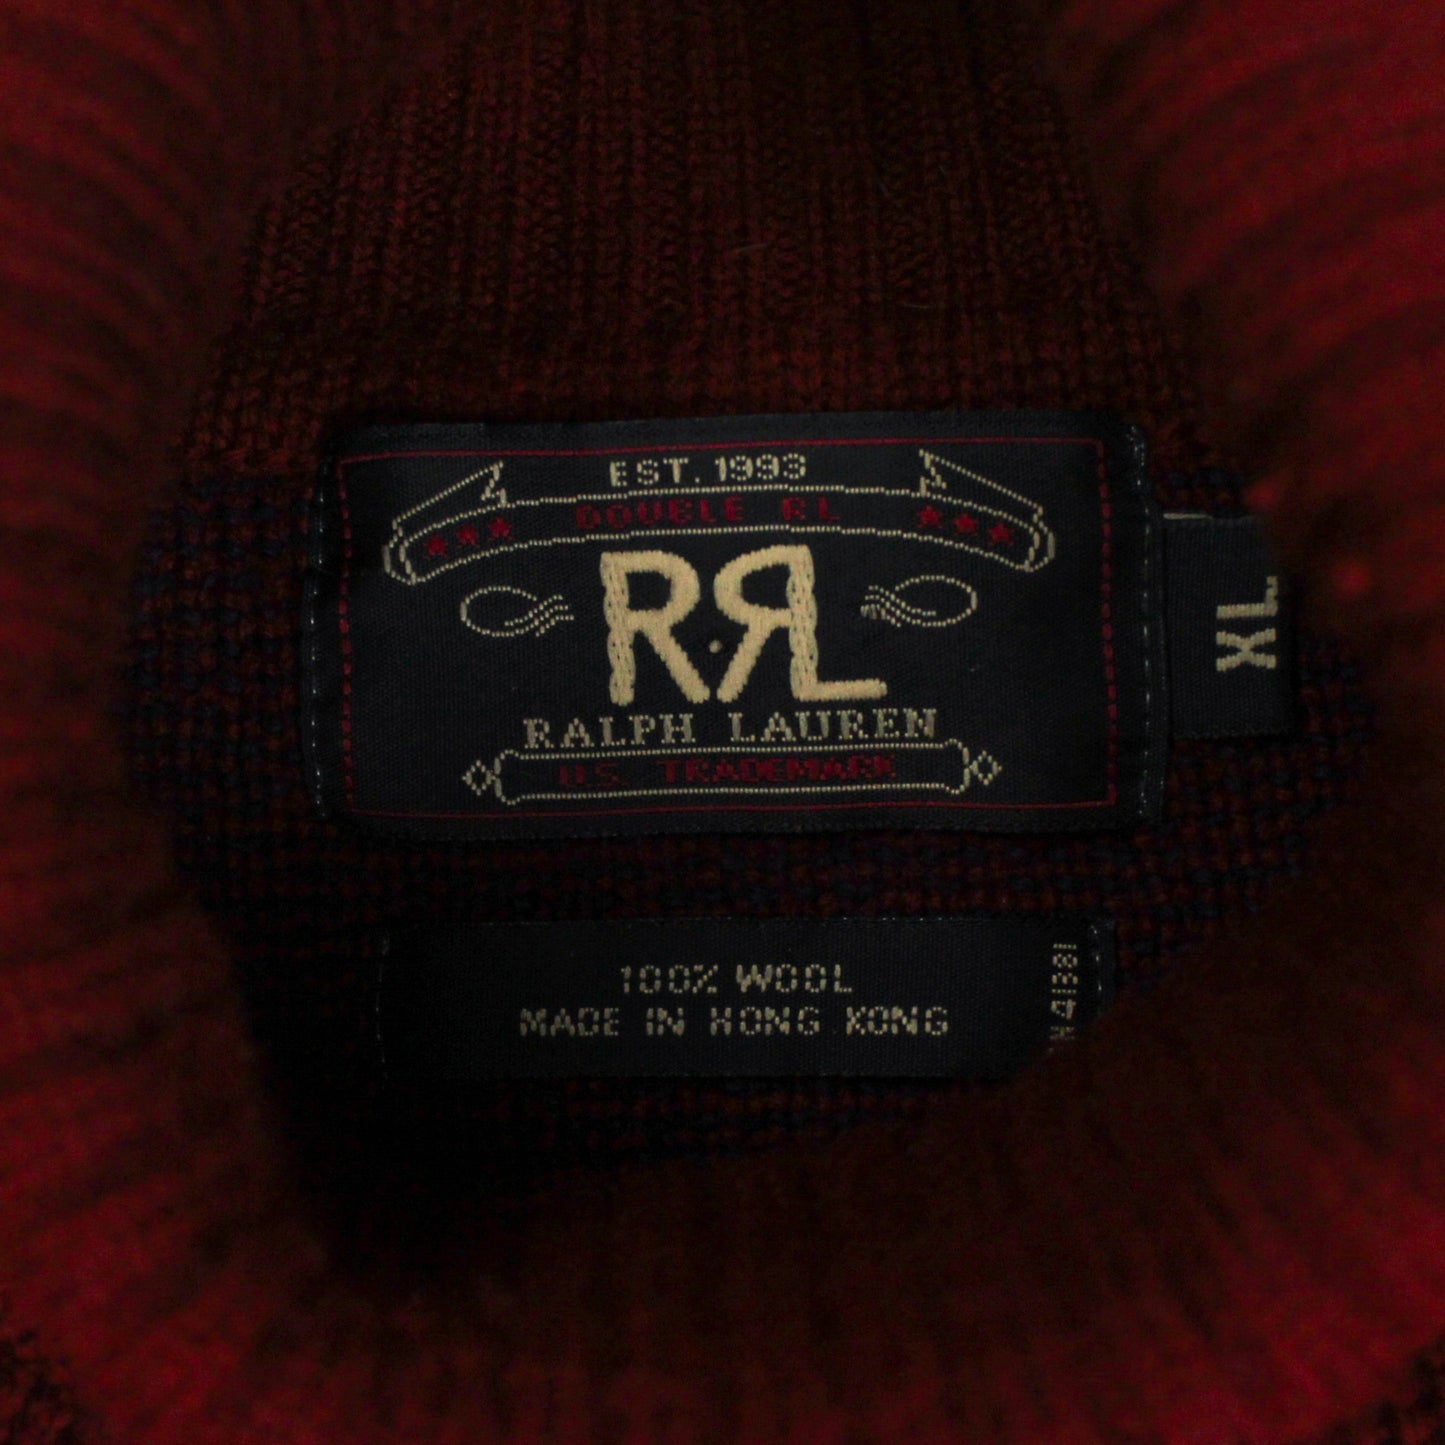 EST. 1993
DOUBLE RL
RRL
RALPH LAUREN
U.S. TRADEMARK
XL
100% WOOL
MADE IN HONG KONG